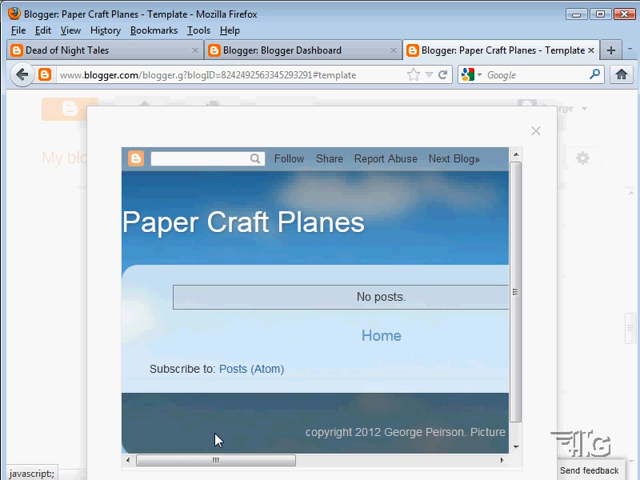 Blogger: Paper Craft Planes - Template - Mozilla Firefox
File Edit View History Bookmarks Tools Help
Dead of Night Tales
Blogger: Blogger Dashboard
Blogger: Paper Craft Planes - Template
www.blogger.com/blogger.g?blogID=8242492563345293291#template
Google
My blo
Follow Share Report Abuse Next Blog»
Paper Craft Planes
No posts.
Home
Subscribe to: Posts (Atom)
copyright 2012 George Peirson. Picture
javascript:;
Send feedback